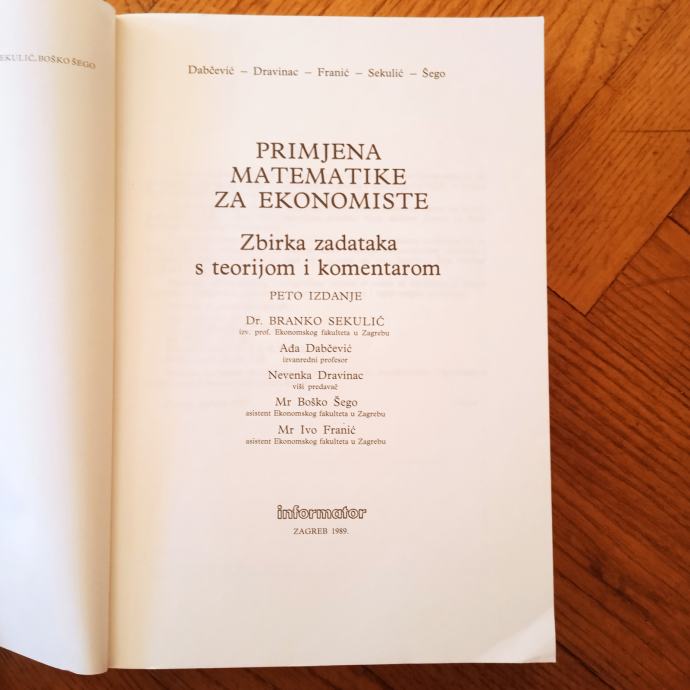 EKULIĆ, BOŠKO ŠEGO
Dabčević – Dravinac – Franić – Sekulić – Šego
PRIMJENA
MATEMATIKE
ZA EKONOMISTE
Zbirka zadataka
s teorijom i komentarom
PETO IZDANJE
Dr. BRANKO SEKULIĆ
izv. prof. Ekonomskog fakulteta u Zagrebu
Ada Dabčević
izvanredni profesor
Nevenka Dravinac
viši predavač
Mr Boško Šego
asistent Ekonomskog fakulteta u Zagrebu
Mr Ivo Franić
asistent Ekonomskog fakulteta u Zagrebu
informator
ZAGREB 1989.